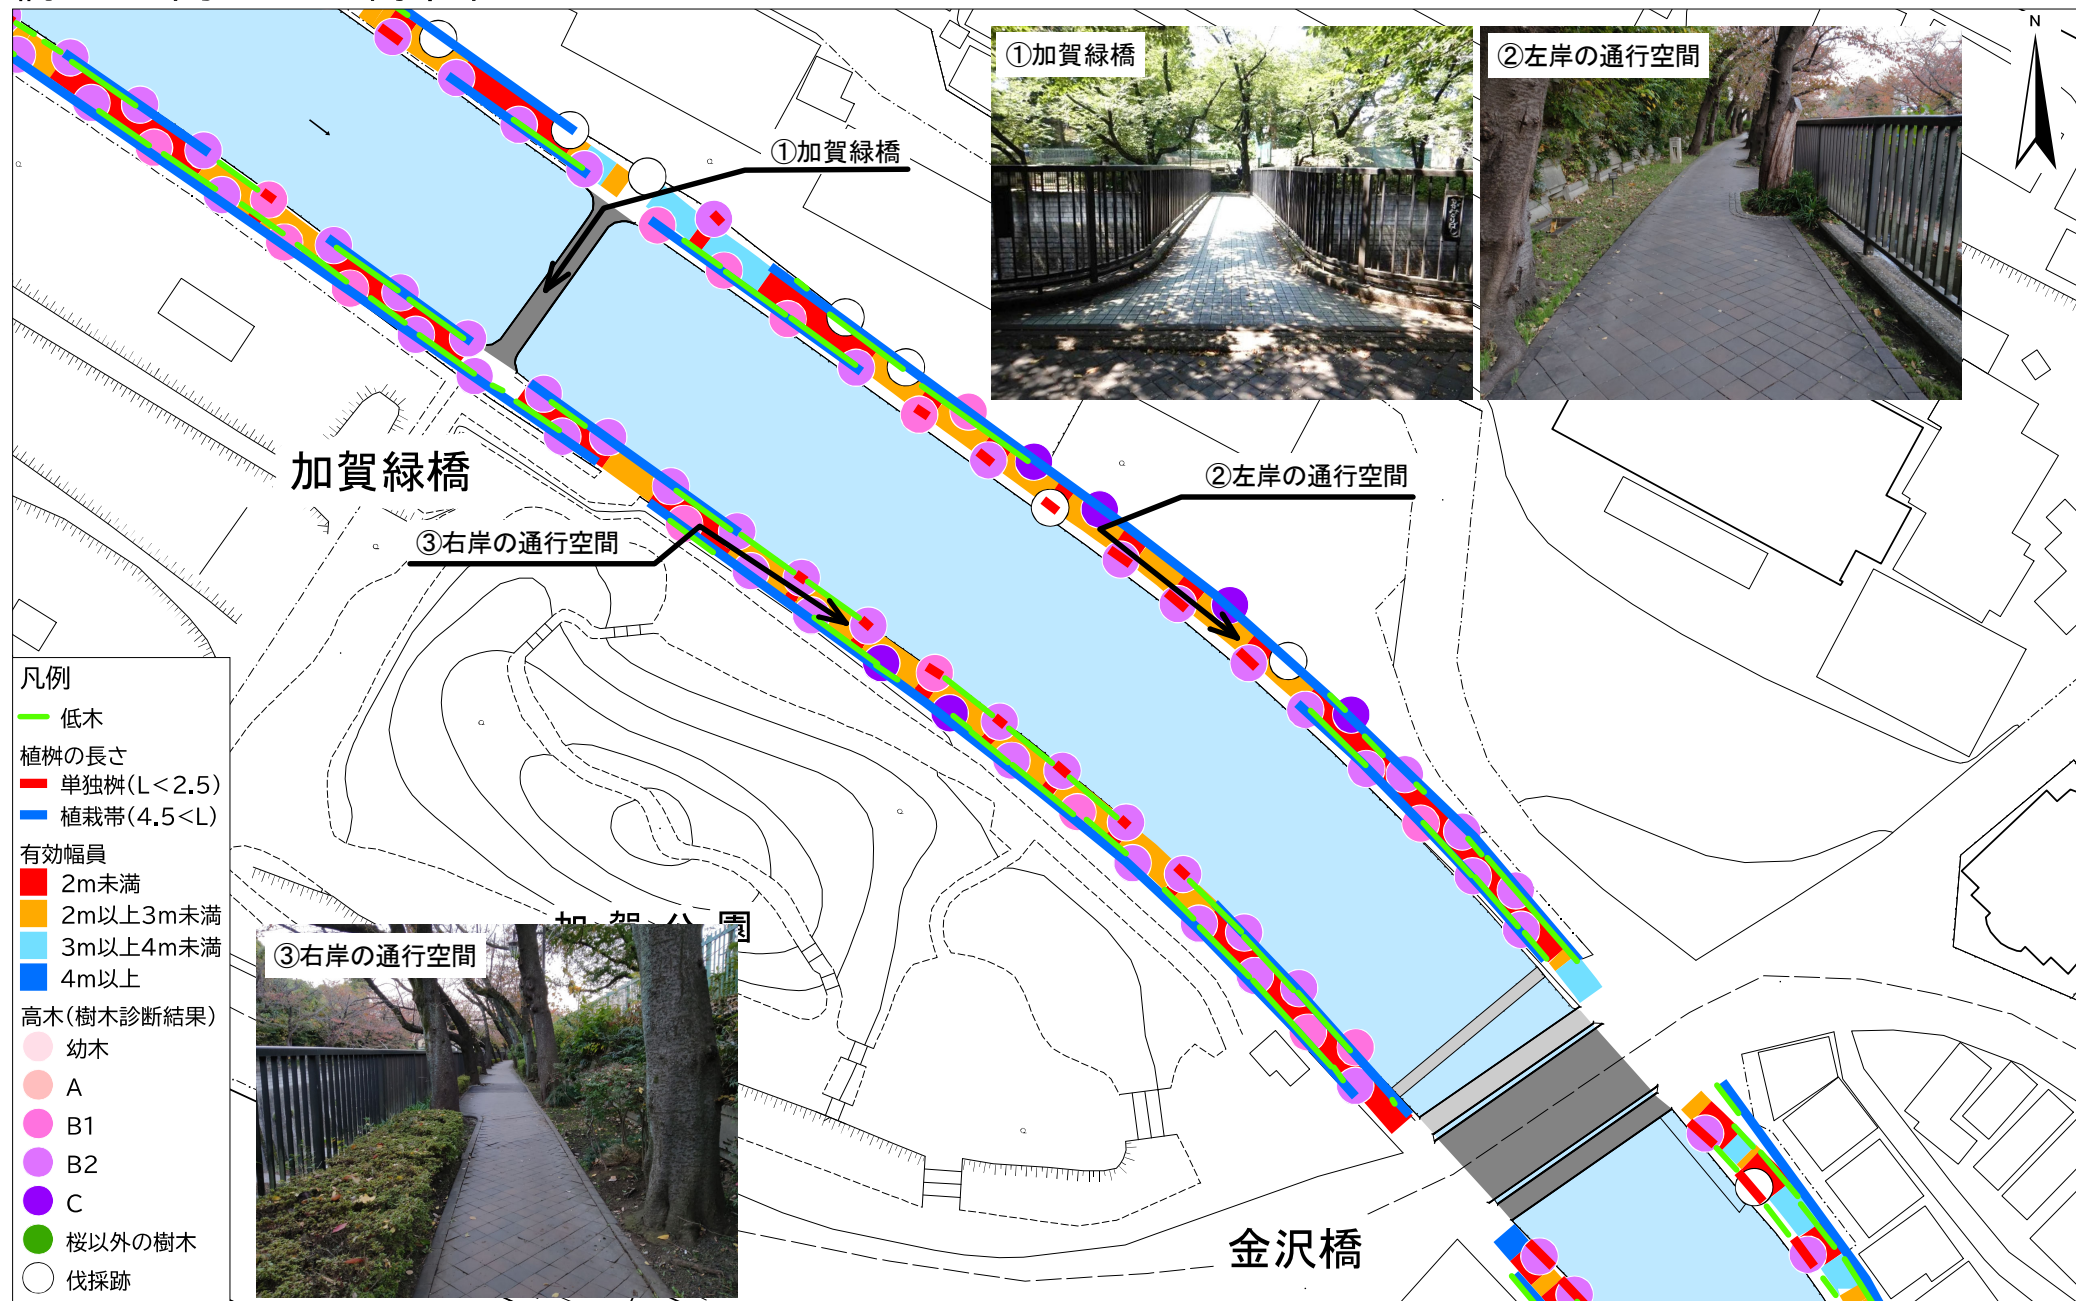 N
①加賀緑橋
②左岸の通行空間
①加賀緑橋
加賀緑橋
②左岸の通行空間
③右岸の通行空間
凡例
低木
植桝の長さ
単独桝(L<2.5)
植栽帯(4.5<L)
有効幅員
2m未満
2m以上3m未満
3m以上4m未満
4m以上
高木(樹木診断結果)
幼木
A
B1
B2
C
桜以外の樹木
伐採跡
加賀公園
③右岸の通行空間
金沢橋